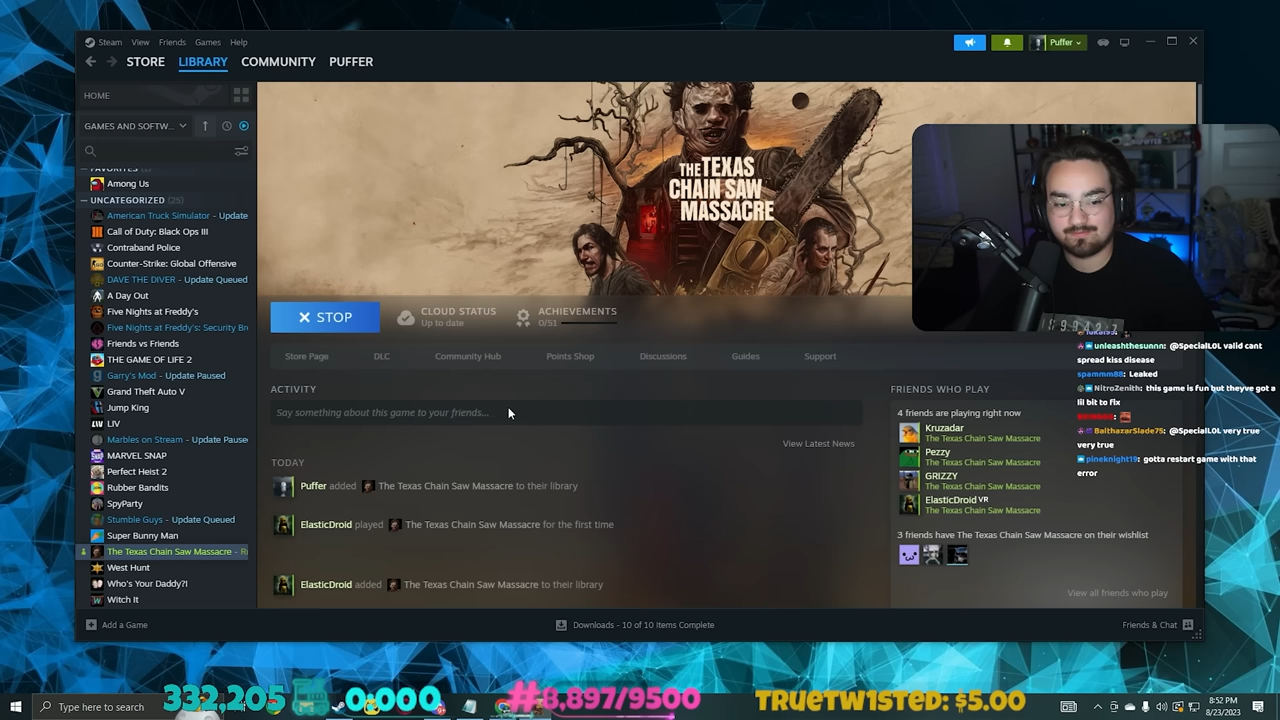 Steam View Friends Games Help
Puffer
STORE LIBRARY COMMUNITY PUFFER
HOME
GAMES AND SOFTW...
FAVORITES
Among Us
UNCATEGORIZED (25)
American Truck Simulator - Update
Call of Duty: Black Ops III
Contraband Police
Counter-Strike: Global Offensive
DAVE THE DIVER - Update Queued
A Day Out
Five Nights at Freddy's
Five Nights at Freddy's: Security Br
Friends vs Friends
THE GAME OF LIFE 2
Garry's Mod - Update Paused
Grand Theft Auto V
Jump King
LIV
Marbles on Stream - Update Pause
MARVEL SNAP
Perfect Heist 2
Rubber Bandits
SpyParty
Stumble Guys - Update Queued
Super Bunny Man
The Texas Chain Saw Massacre - R
West Hunt
Who's Your Daddy?!
Witch It
THE TEXAS
CHAIN SAW
MASSACRE
STOP
CLOUD STATUS
Up to date
ACHIEVEMENTS
0/51
Store Page DLC Community Hub Points Shop Discussions Guides Support
ACTIVITY
Say something about this game to your friends...
View Latest News
TODAY
Puffer added The Texas Chain Saw Massacre to their library
ElasticDroid played The Texas Chain Saw Massacre for the first time
ElasticDroid added The Texas Chain Saw Massacre to their library
FRIENDS WHO PLAY
4 friends are playing right now
Kruzadar
The Texas Chain Saw Massacre
Pezzy
The Texas Chain Saw Massacre
GRIZZY
The Texas Chain Saw Massacre
ElasticDroid VR
The Texas Chain Saw Massacre
3 friends have The Texas Chain Saw Massacre on their wishlist
View all friends who play
unleashthesunnn: @SpecialL0L valid cant
spread kiss disease
spammm88: Leaked
NitroZenith: this game is fun but theyve got a
lil bit to fix
BalthazarSlade75: @SpecialL0L very true
very true
pineknight19: gotta restart game with that
error
Add a Game
Downloads - 10 of 10 Items Complete
Friends & Chat
332,205
0:000
#8,897/9500
TRUETW1STED: $5.00
Type here to search
8:52 PM
8/23/2023